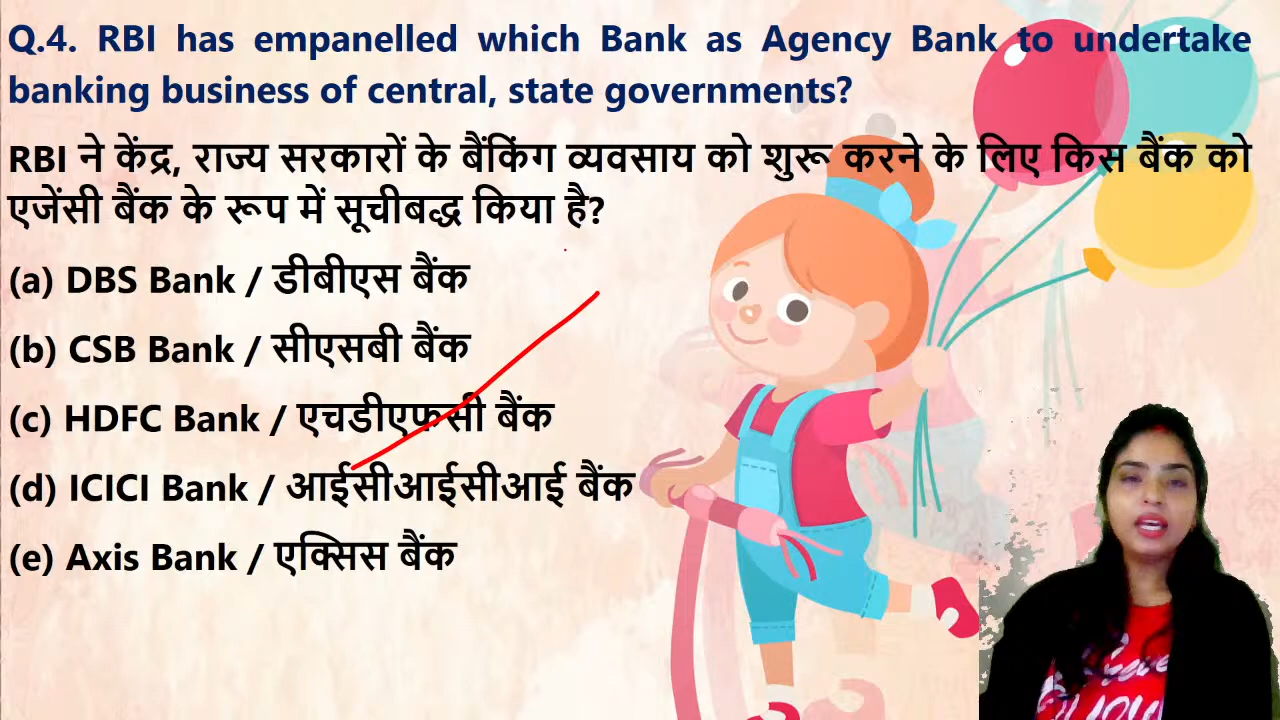 Q.4. RBI has empanelled which Bank as Agency Bank to undertake
banking business of central, state governments?
RBI ने केंद्र, राज्य सरकारों के बैंकिंग व्यवसाय को शुरू करने के लिए किस बैंक को
एजेंसी बैंक के रूप में सूचीबद्ध किया है?
(a) DBS Bank / डीबीएस बैंक
(b) CSB Bank / सीएसबी बैंक
(c) HDFC Bank / एचडीएफसी बैंक
(d) ICICI Bank / आईसीआईसीआई बैंक
(e) Axis Bank / एक्सिस बैंक